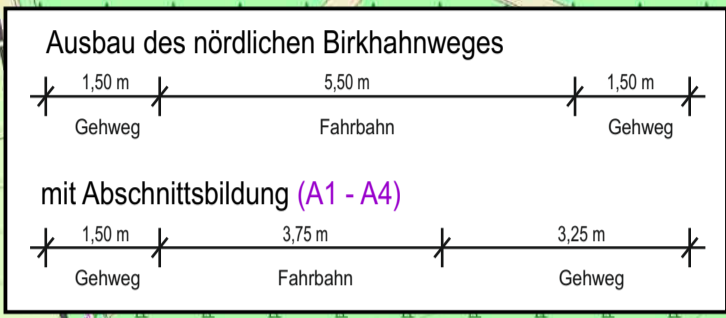 Ausbau des nördlichen Birkhahnweges
1,50 m 5,50 m 1,50 m
Gehweg Fahrbahn Gehweg
mit Abschnittsbildung (A1 - A4)
1,50 m 3,75 m 3,25 m
Gehweg Fahrbahn Gehweg